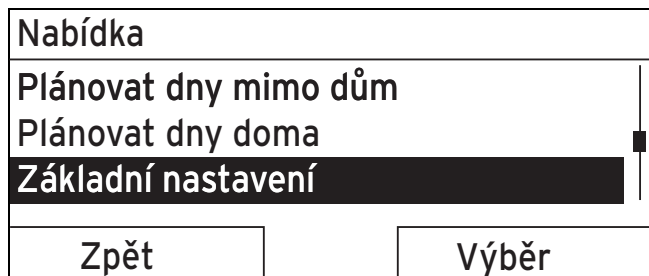 Nabídka
Plánovat dny mimo dům
Plánovat dny doma
Základní nastavení
Zpět Výběr